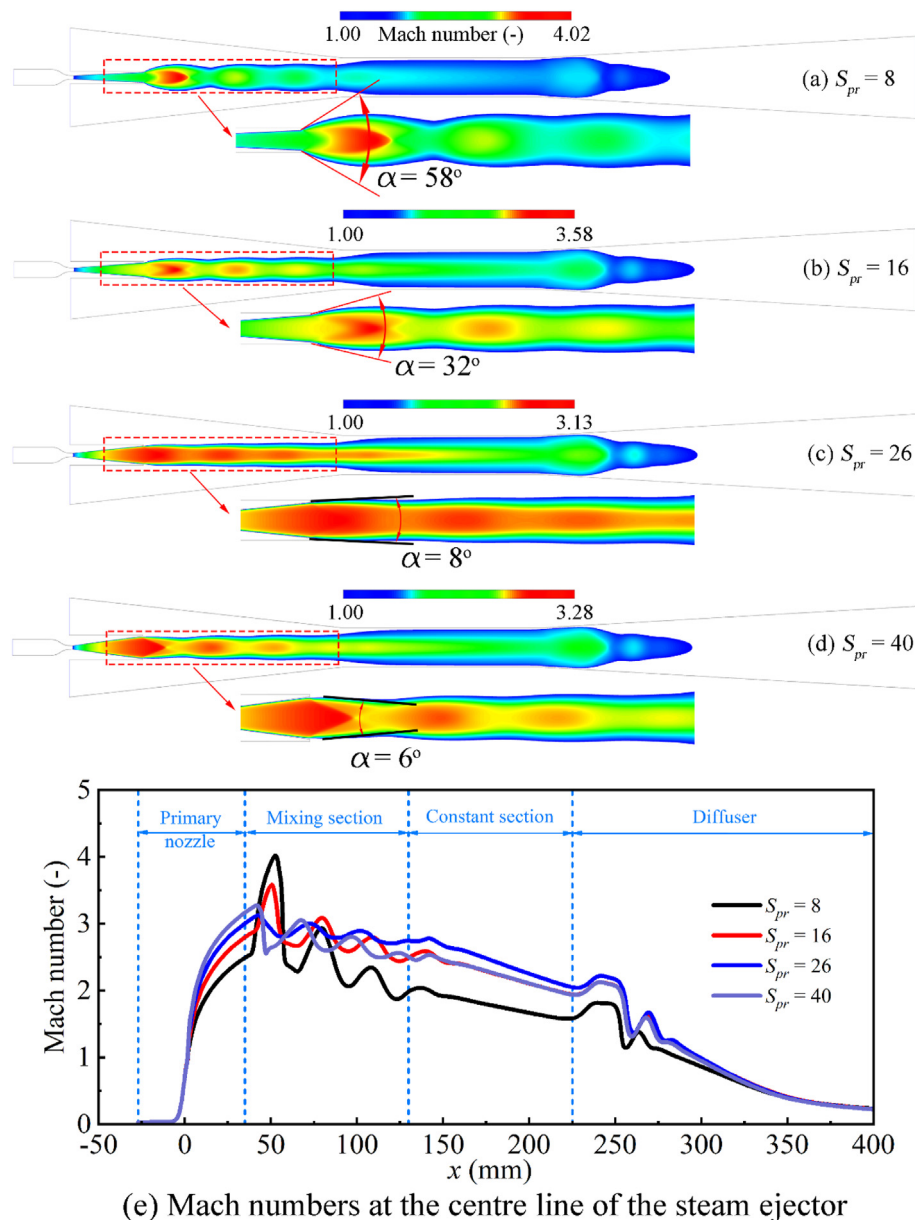 1.00 Mach number (-) 4.02
(a) Spr = 8
α = 58°
1.00 3.58
(b) Spr = 16
α = 32°
1.00 3.13
(c) Spr = 26
α = 8°
1.00 3.28
(d) Spr = 40
α = 6°
Mach number (-)
5
4
3
2
1
0
Primary
nozzle
Mixing section
Constant section
Diffuser
Spr = 8
Spr = 16
Spr = 26
Spr = 40
-50 0 50 100 150 200 250 300 350 400
x (mm)
(e) Mach numbers at the centre line of the steam ejector